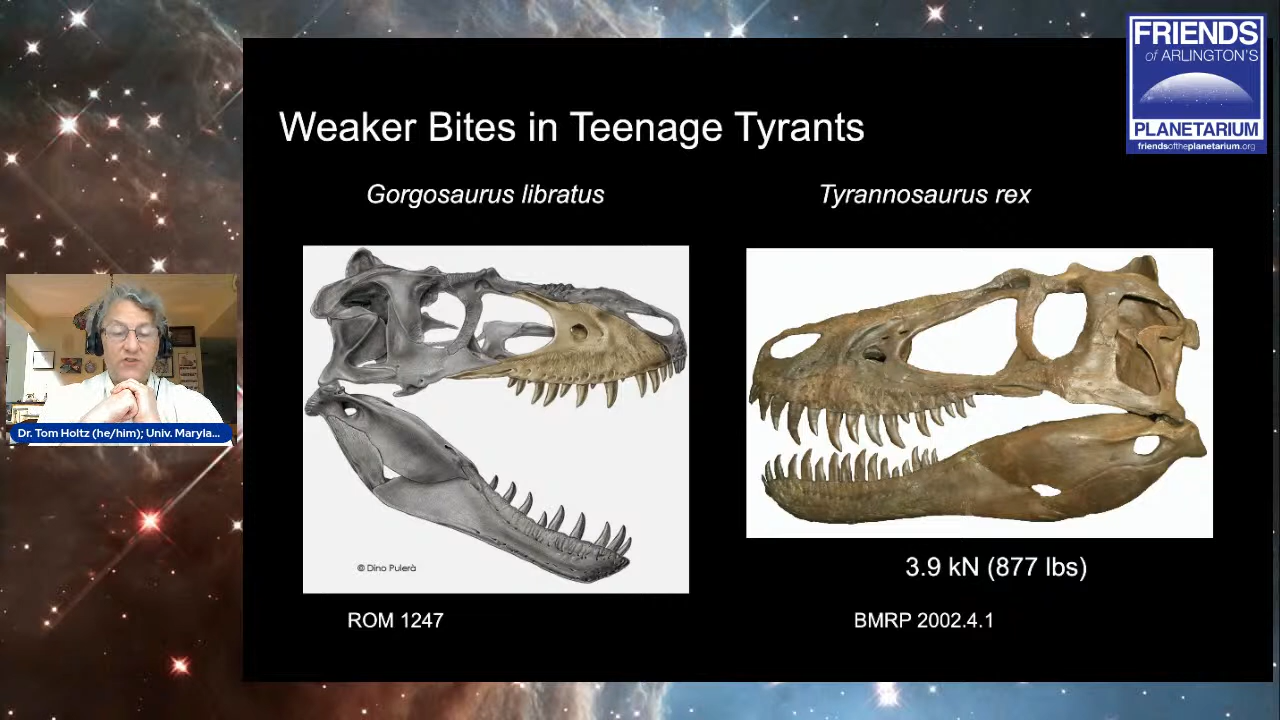 FRIENDS
of ARLINGTON'S
PLANETARIUM
friendsoftheplanetarium.org
Weaker Bites in Teenage Tyrants
Gorgosaurus libratus
Tyrannosaurus rex
© Dino Pulerà
Dr. Tom Holtz (he/him); Univ. Maryla...
3.9 kN (877 lbs)
ROM 1247
BMRP 2002.4.1